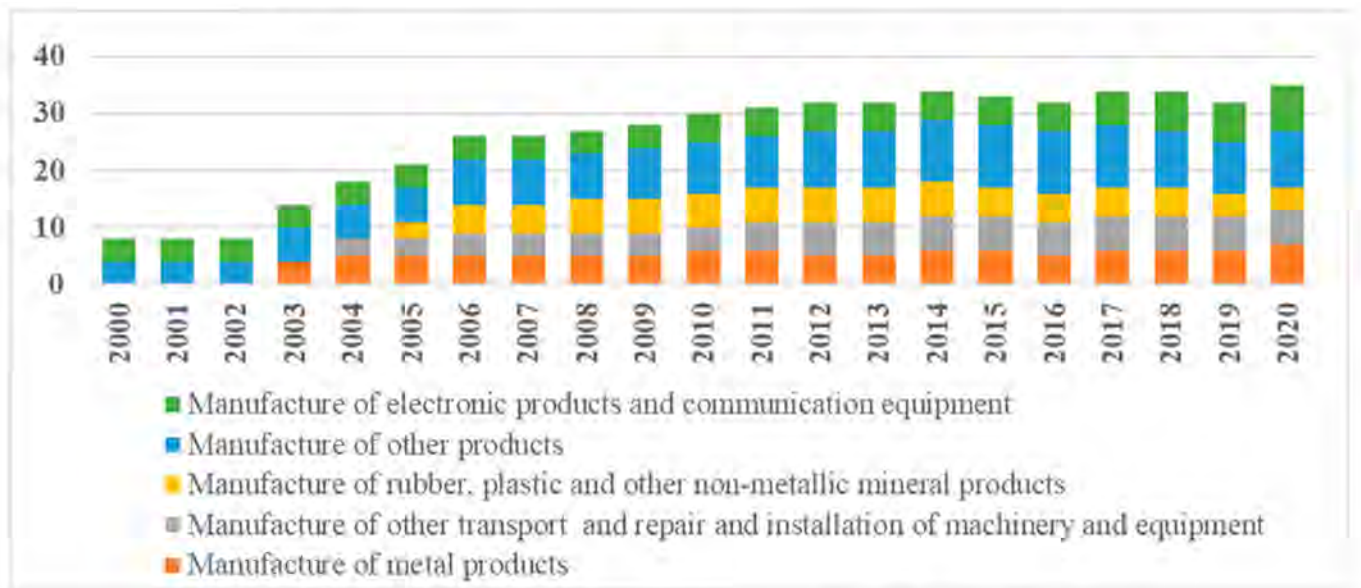 40
30
20
10
0
2000 2001 2002 2003 2004 2005 2006 2007 2008 2009 2010 2011 2012 2013 2014 2015 2016 2017 2018 2019 2020
Manufacture of electronic products and communication equipment
Manufacture of other products
Manufacture of rubber, plastic and other non-metallic mineral products
Manufacture of other transport and repair and installation of machinery and equipment
Manufacture of metal products